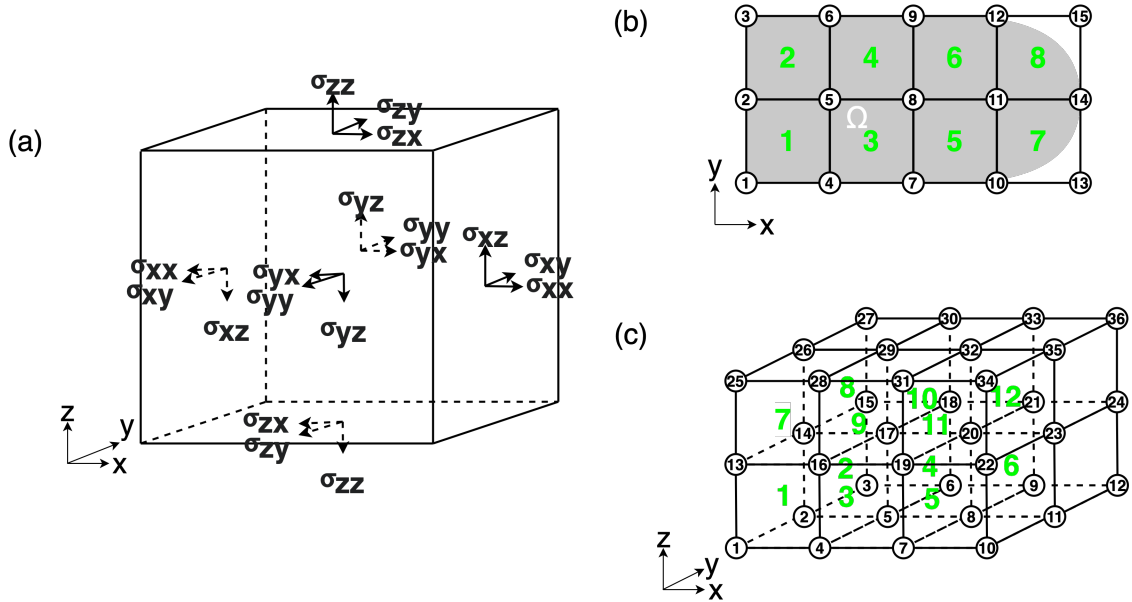 (a)
σzz
σzy
σzx
σyz
σyy
σyx
σxz
σxy
σxx
σxx
σxy
σxz
σyx
σyy
σyz
σzx
σzy
σzz
z
y
x
(b)
3 6 9 12 15
2 4 6 8
2 5 8 11 14
Ω
1 3 5 7
1 4 7 10 13
y
x
(c)
27 30 33 36
26 29 32 35
25 28 31 34
8 10 12
15 18 21 24
7 9 11
14 17 20 23
13 16 19 22
2 4 6
3 6 9 12
1 3 5
2 5 8 11
1 4 7 10
z
y
x